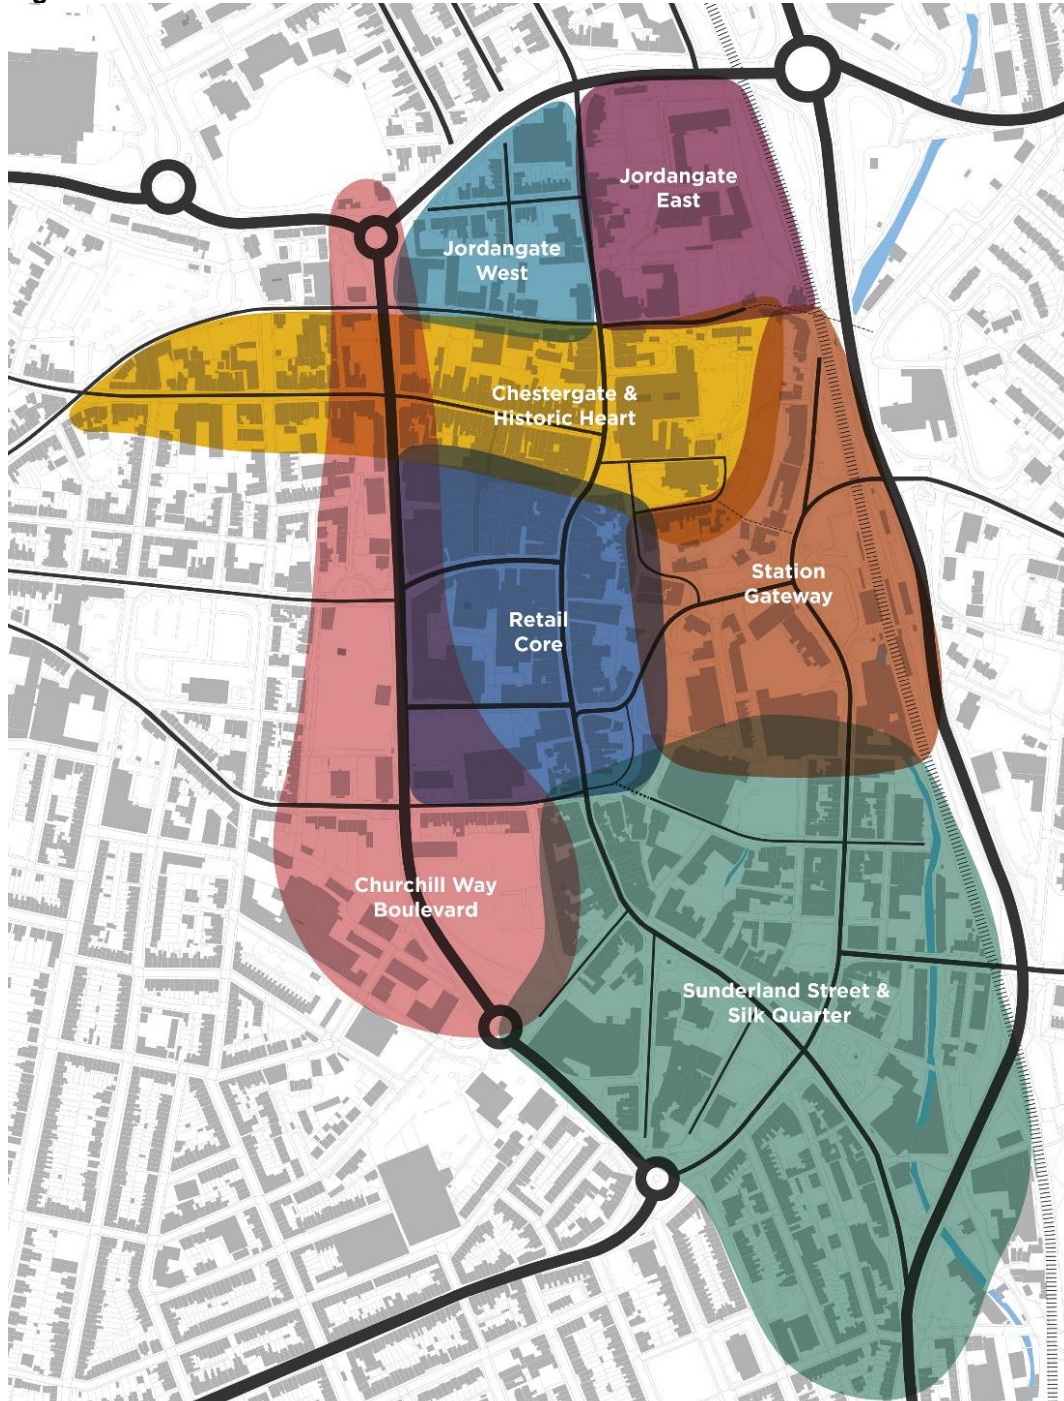 Jordangate
East
Jordangate
West
Chestergate &
Historic Heart
Station
Gateway
Retail
Core
Churchill Way
Boulevard
Sunderland Street &
Silk Quarter